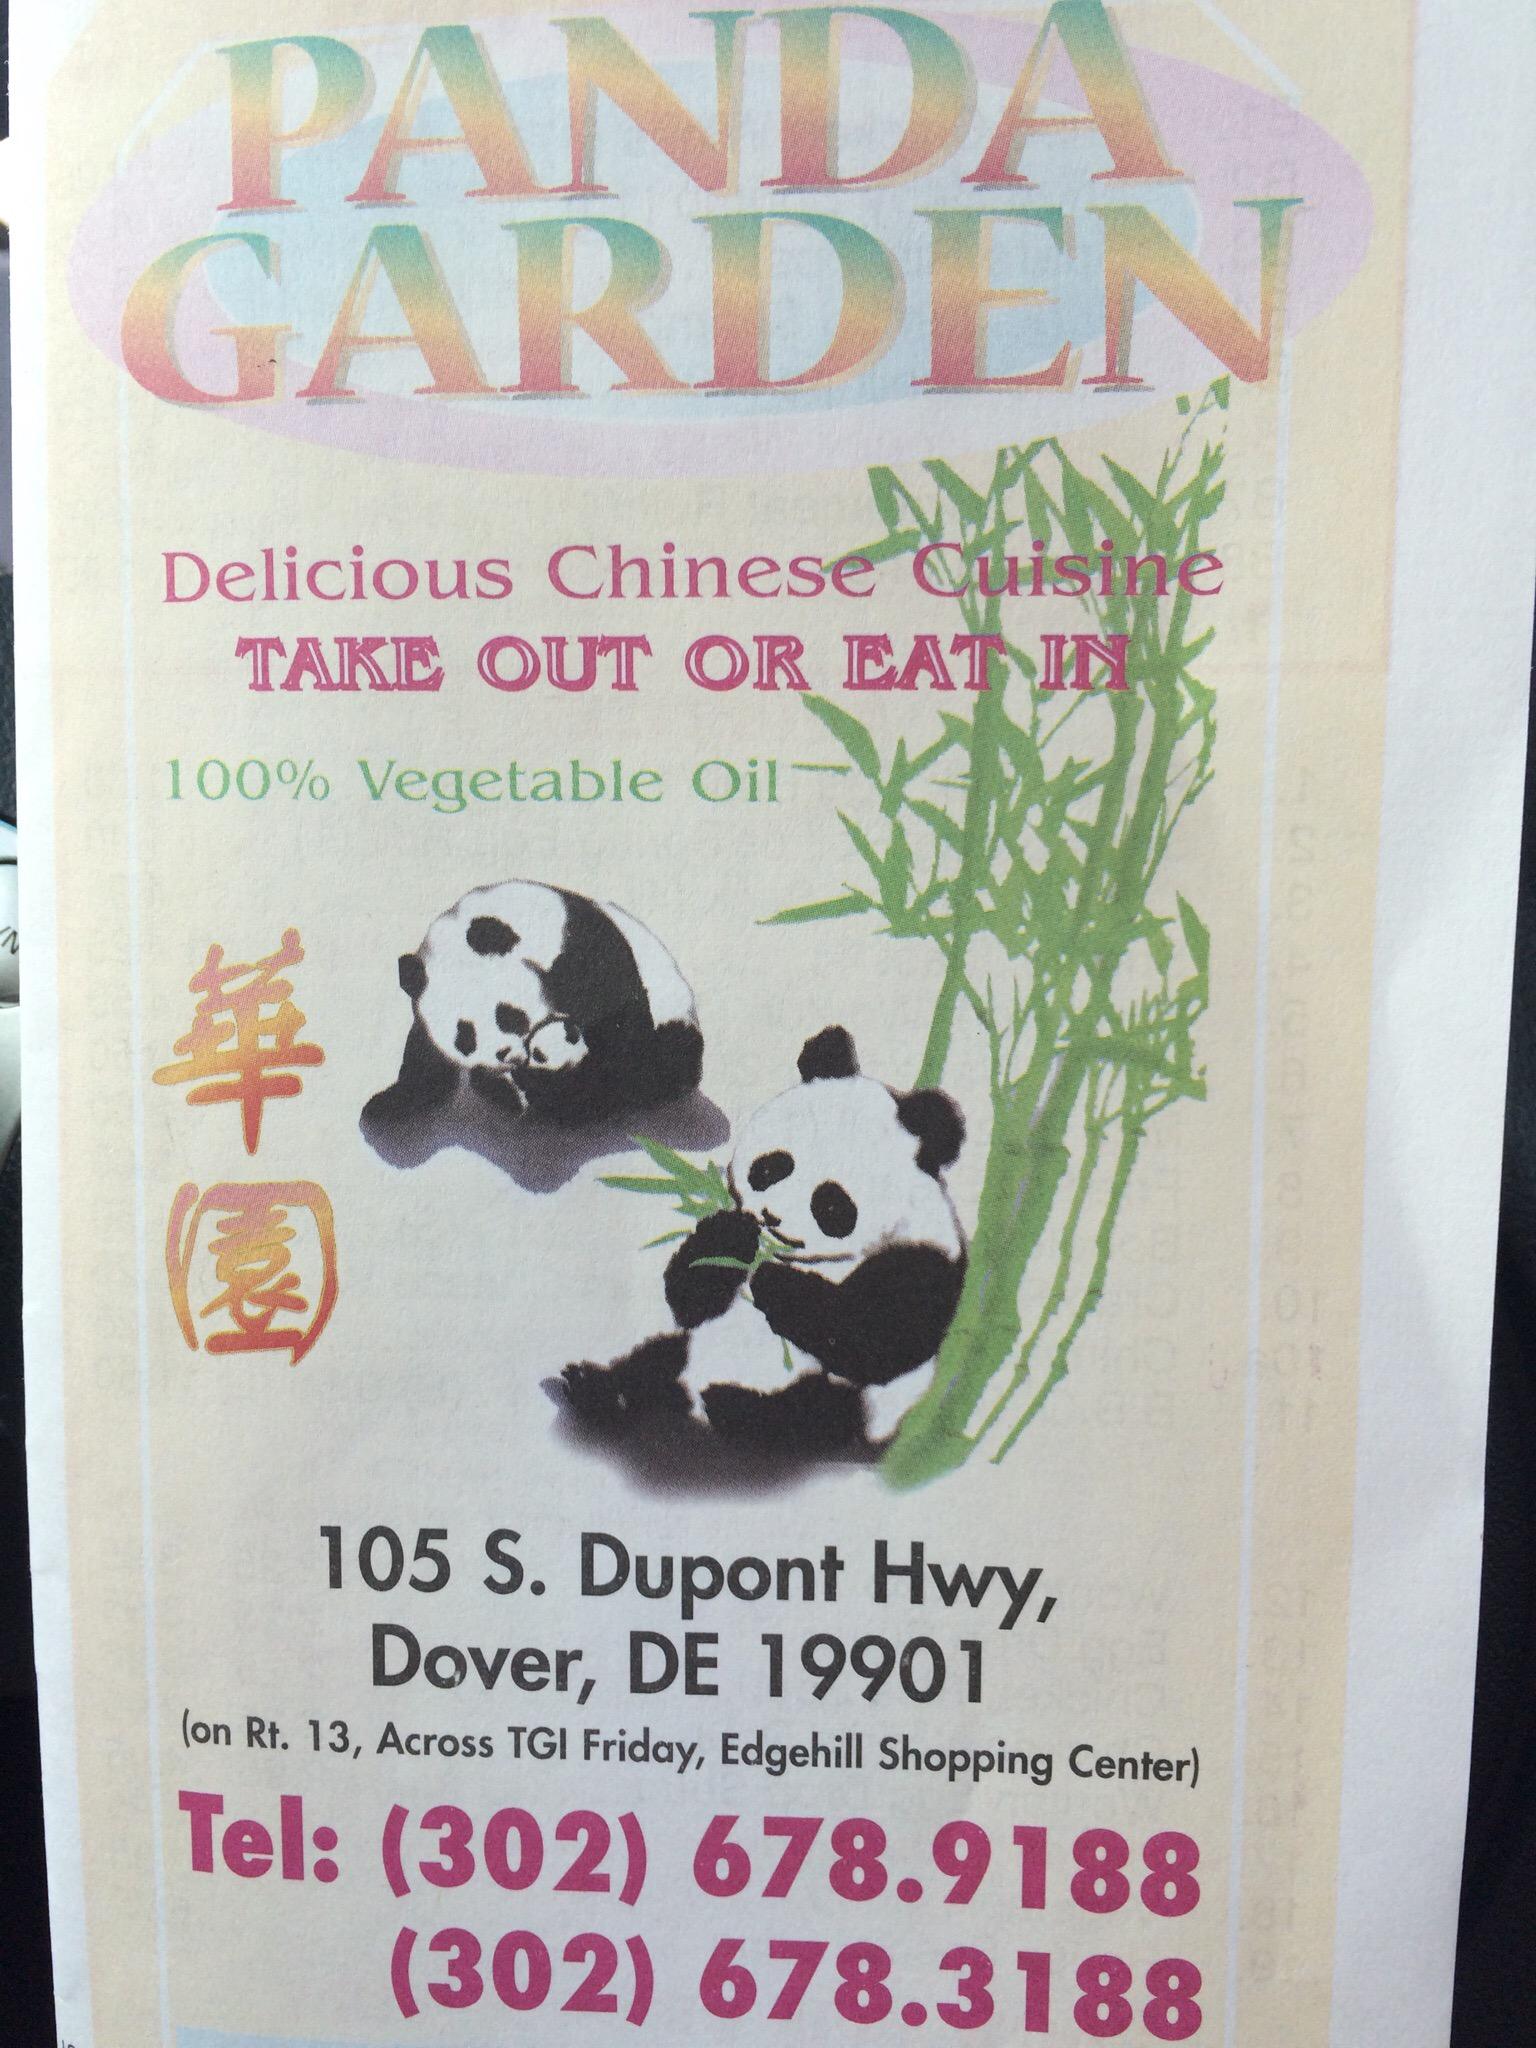 PANDA
GARDEN
Delicious Chinese Cuisine
TAKE OUT OR EAT IN
100% Vegetable Oil
華
園
105 S. Dupont Hwy,
Dover, DE 19901
(on Rt. 13, Across TGI Friday, Edgehill Shopping Center)
Tel: (302) 678.9188
(302) 678.3188